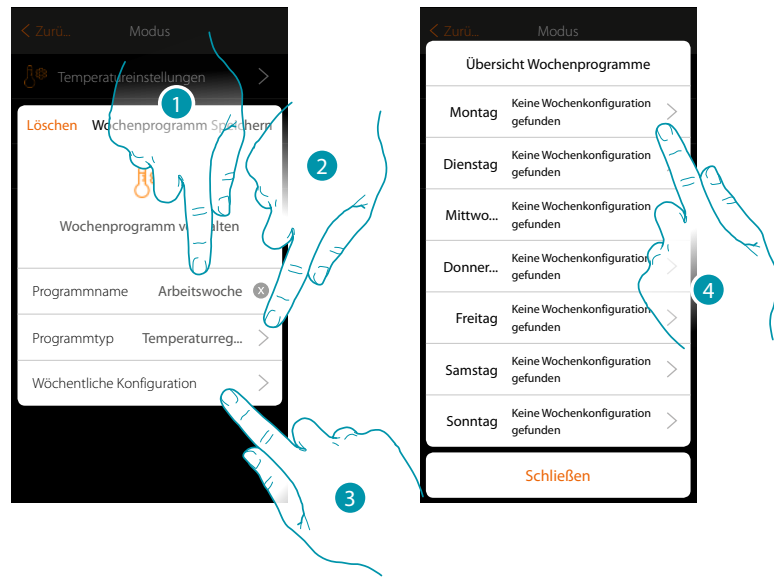 Zurü... Modus
Temperatureinstellungen
1
Löschen Wochenprogramm Speichern
2
Wochenprogramm verwalten
Programmname Arbeitswoche x
Programmtyp Temperaturreg...
Wöchentliche Konfiguration
3
Zurü... Modus
Übersicht Wochenprogramme
Montag Keine Wochenkonfiguration
gefunden
Dienstag Keine Wochenkonfiguration
gefunden
Mittwo... Keine Wochenkonfiguration
gefunden
Donner... Keine Wochenkonfiguration
gefunden
4
Freitag Keine Wochenkonfiguration
gefunden
Samstag Keine Wochenkonfiguration
gefunden
Sonntag Keine Wochenkonfiguration
gefunden
Schließen